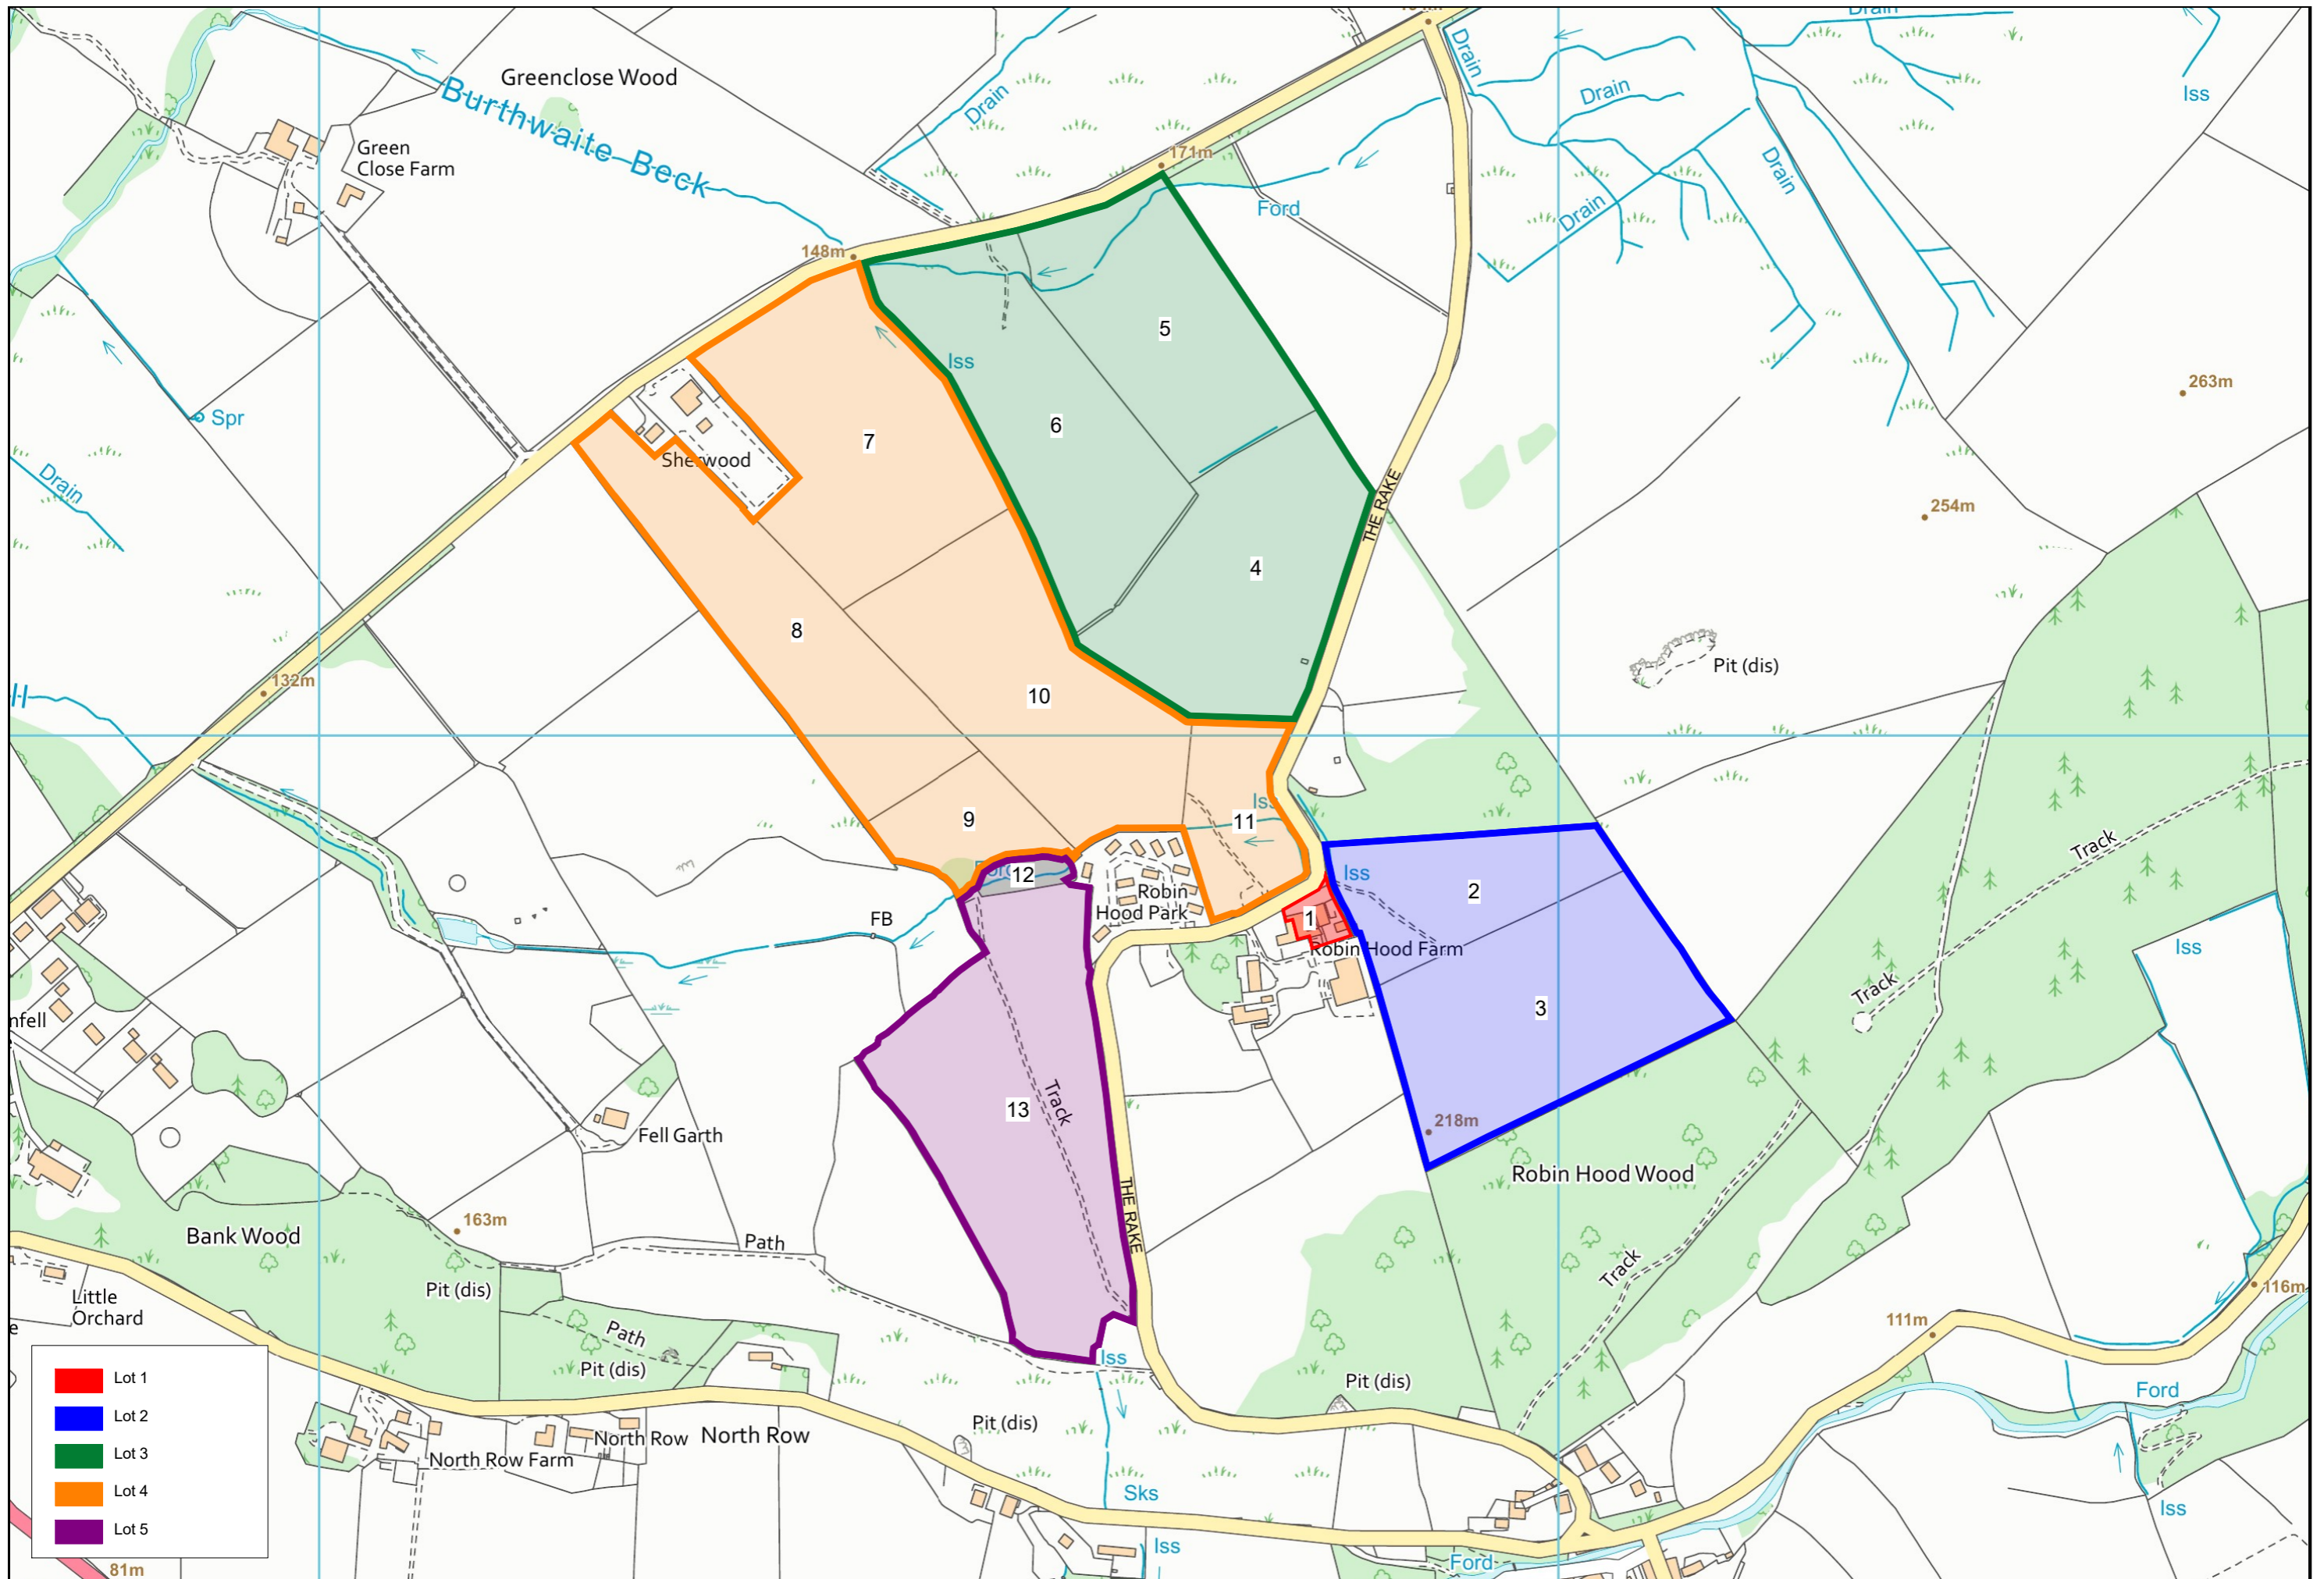 Drain
Greenclose Wood
Burthwaite Beck
Green
Close Farm
Drain
Drain
Drain
Iss
171m
Ford
Drain
Drain
148m
5
Iss
263m
Spr
6
7
Sherwood
Drain
THE RAKE
254m
4
8
Pit (dis)
132m
10
9
Iss
11
Track
Ford
12
Iss
2
Robin
Hood Park
FB
1
Robin Hood Farm
Iss
Track
3
nfell
13
Track
218m
Fell Garth
Robin Hood Wood
THE RAKE
163m
Bank Wood
Path
Track
Pit (dis)
116m
Little
Orchard
111m
e
Path
Pit (dis)
Iss
Pit (dis)
Ford
Lot 1
Lot 2
Lot 3
Lot 4
Lot 5
North Row
North Row
Pit (dis)
North Row Farm
Sks
Iss
Iss
Ford
81m